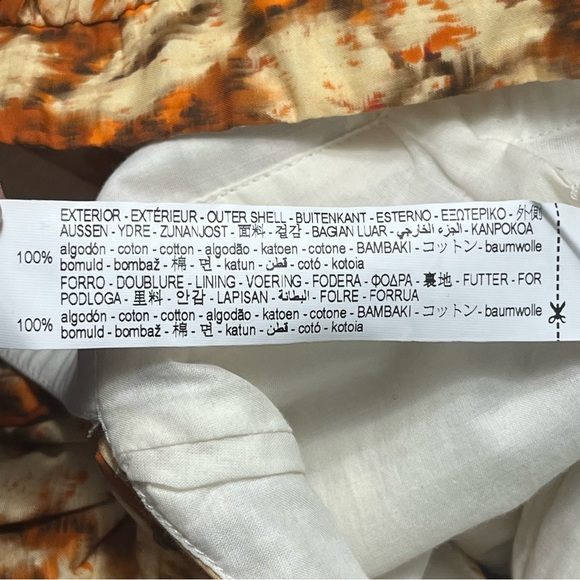 EXTERIOR - EXTÉRIEUR - OUTER SHELL - BUITENKANT - ESTERNO - ΕΞΩΤΕΡΙΚΟ - 外側
AUSSEN - YDRE - ZUNANJOST - 面料 - 겉감 - BAGIAN LUAR - الجزء الخارجي - KANPOKOA
100% algodón - coton - cotton - algodão - katoen - cotone - BAMBAKI - コットン - baumwolle
bomuld - bombaž - 棉 - 면 - katun - قطن - cotó - kotoia
FORRO - DOUBLURE - LINING - VOERING - FODERA - ΦΟΔΡΑ - 裏地 - FUTTER - FOR
PODLOGA - 里料 - 안감 - LAPISAN - البطانة - FOLRE - FORRUA
100% algodón - coton - cotton - algodão - katoen - cotone - BAMBAKI - コットン - baumwolle
bomuld - bombaž - 棉 - 면 - katun - قطن - cotó - kotoia